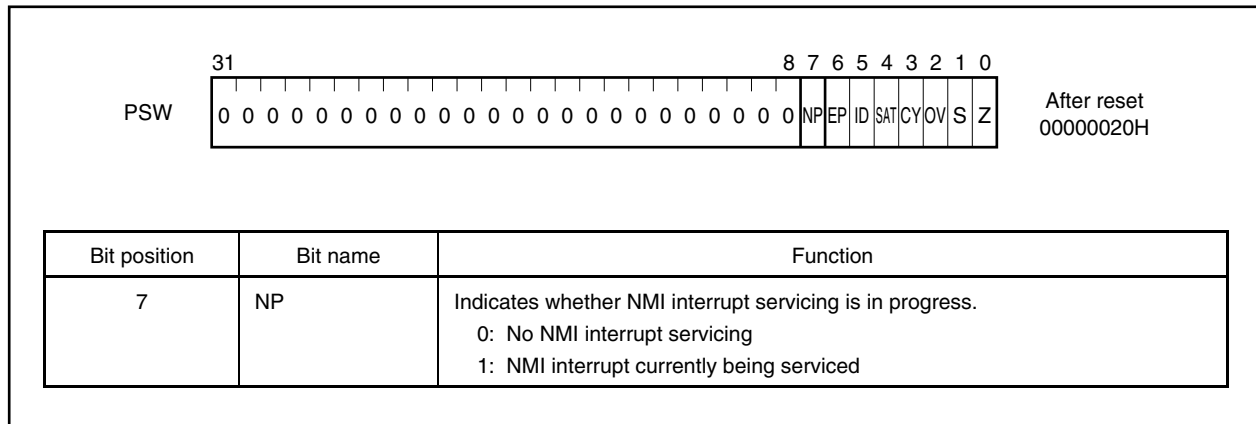 31 8 7 6 5 4 3 2 1 0
PSW 0 0 0 0 0 0 0 0 0 0 0 0 0 0 0 0 0 0 0 0 0 0 0 0 NP EP ID SAT CY OV S Z
After reset
00000020H
Bit position Bit name Function
7 NP Indicates whether NMI interrupt servicing is in progress.
0: No NMI interrupt servicing
1: NMI interrupt currently being serviced